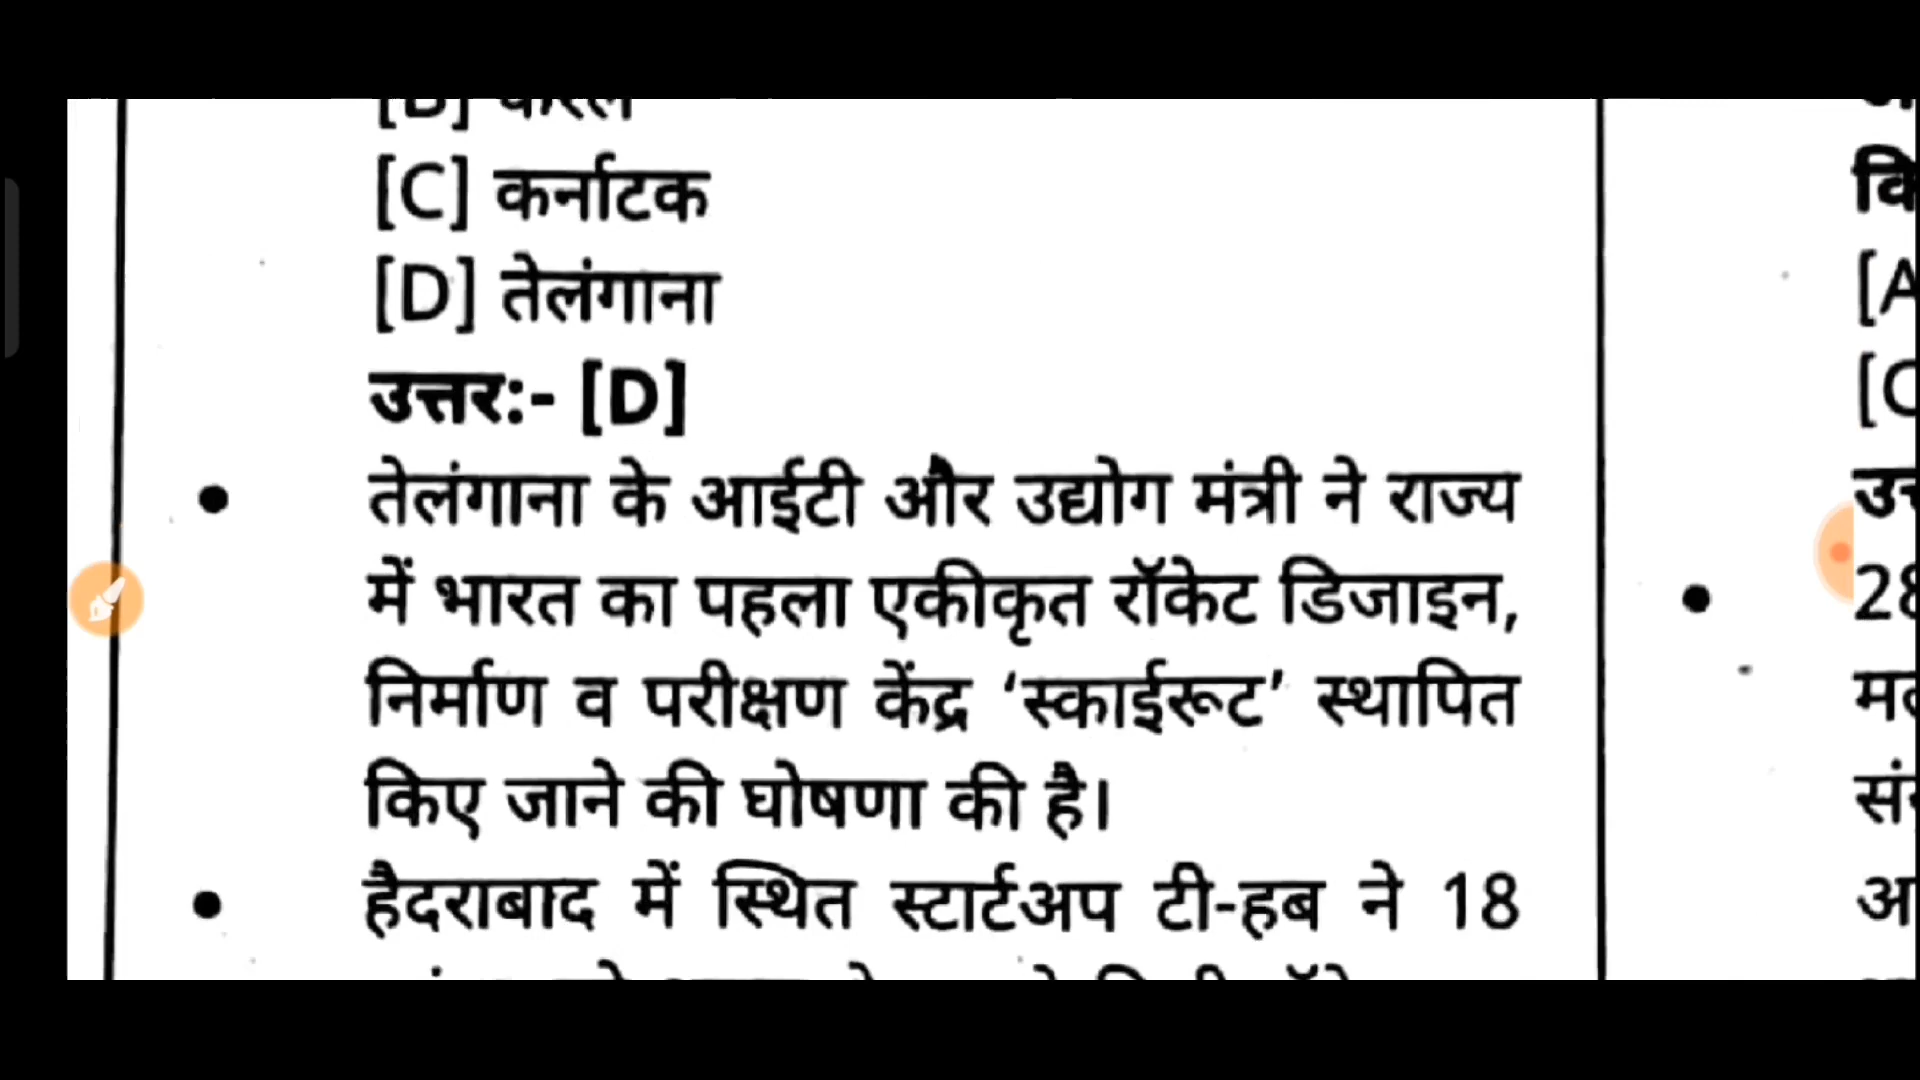 [C] कर्नाटक
[D] तेलंगाना
उत्तर:- [D]
• तेलंगाना के आईटी और उद्योग मंत्री ने राज्य
में भारत का पहला एकीकृत रॉकेट डिजाइन,
निर्माण व परीक्षण केंद्र ‘स्काईरूट’ स्थापित
किए जाने की घोषणा की है।
• हैदराबाद में स्थित स्टार्टअप टी-हब ने 18